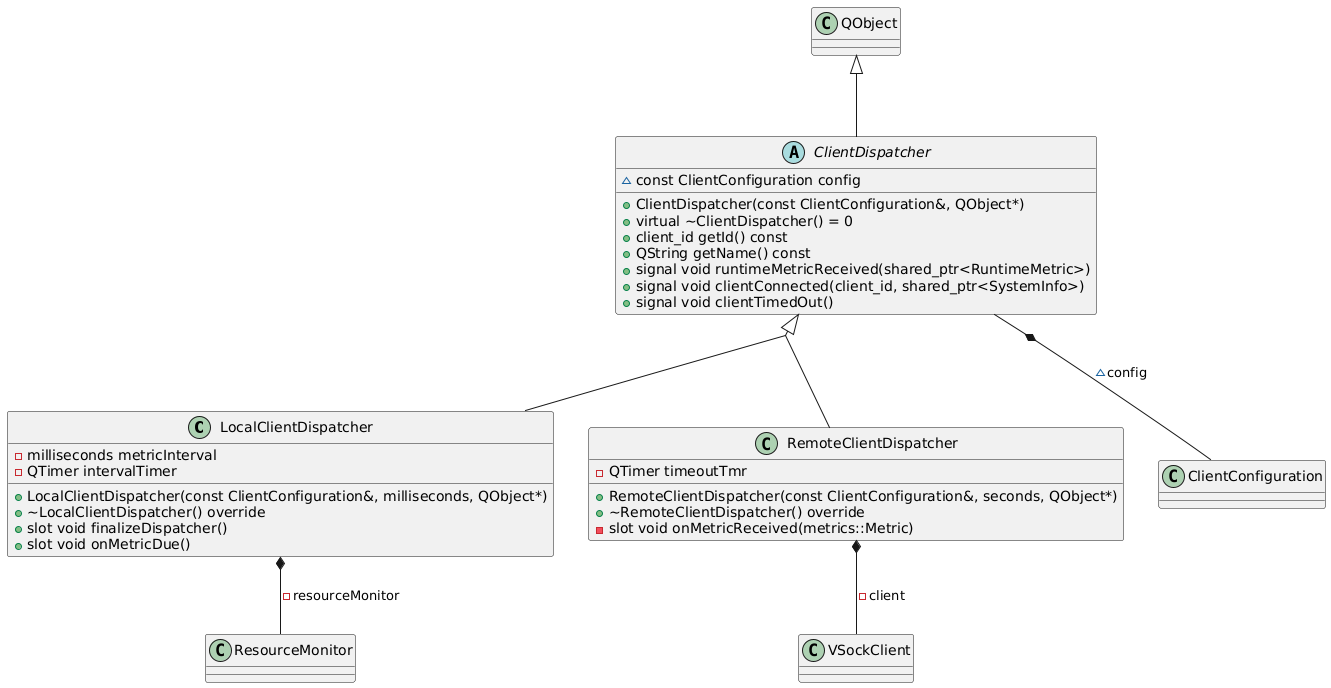 C QObject
A ClientDispatcher
~ const ClientConfiguration config
ClientDispatcher(const ClientConfiguration&, QObject*)
virtual ~ClientDispatcher() = 0
client_id getId() const
QString getName() const
signal void runtimeMetricReceived(shared_ptr<RuntimeMetric>)
signal void clientConnected(client_id, shared_ptr<SystemInfo>)
signal void clientTimedOut()
~config
C LocalClientDispatcher
milliseconds metricInterval
QTimer intervalTimer
LocalClientDispatcher(const ClientConfiguration&, milliseconds, QObject*)
~LocalClientDispatcher() override
slot void finalizeDispatcher()
slot void onMetricDue()
C RemoteClientDispatcher
QTimer timeoutTmr
RemoteClientDispatcher(const ClientConfiguration&, seconds, QObject*)
~RemoteClientDispatcher() override
slot void onMetricReceived(metrics::Metric)
C ClientConfiguration
resourceMonitor
client
C ResourceMonitor
C VSockClient